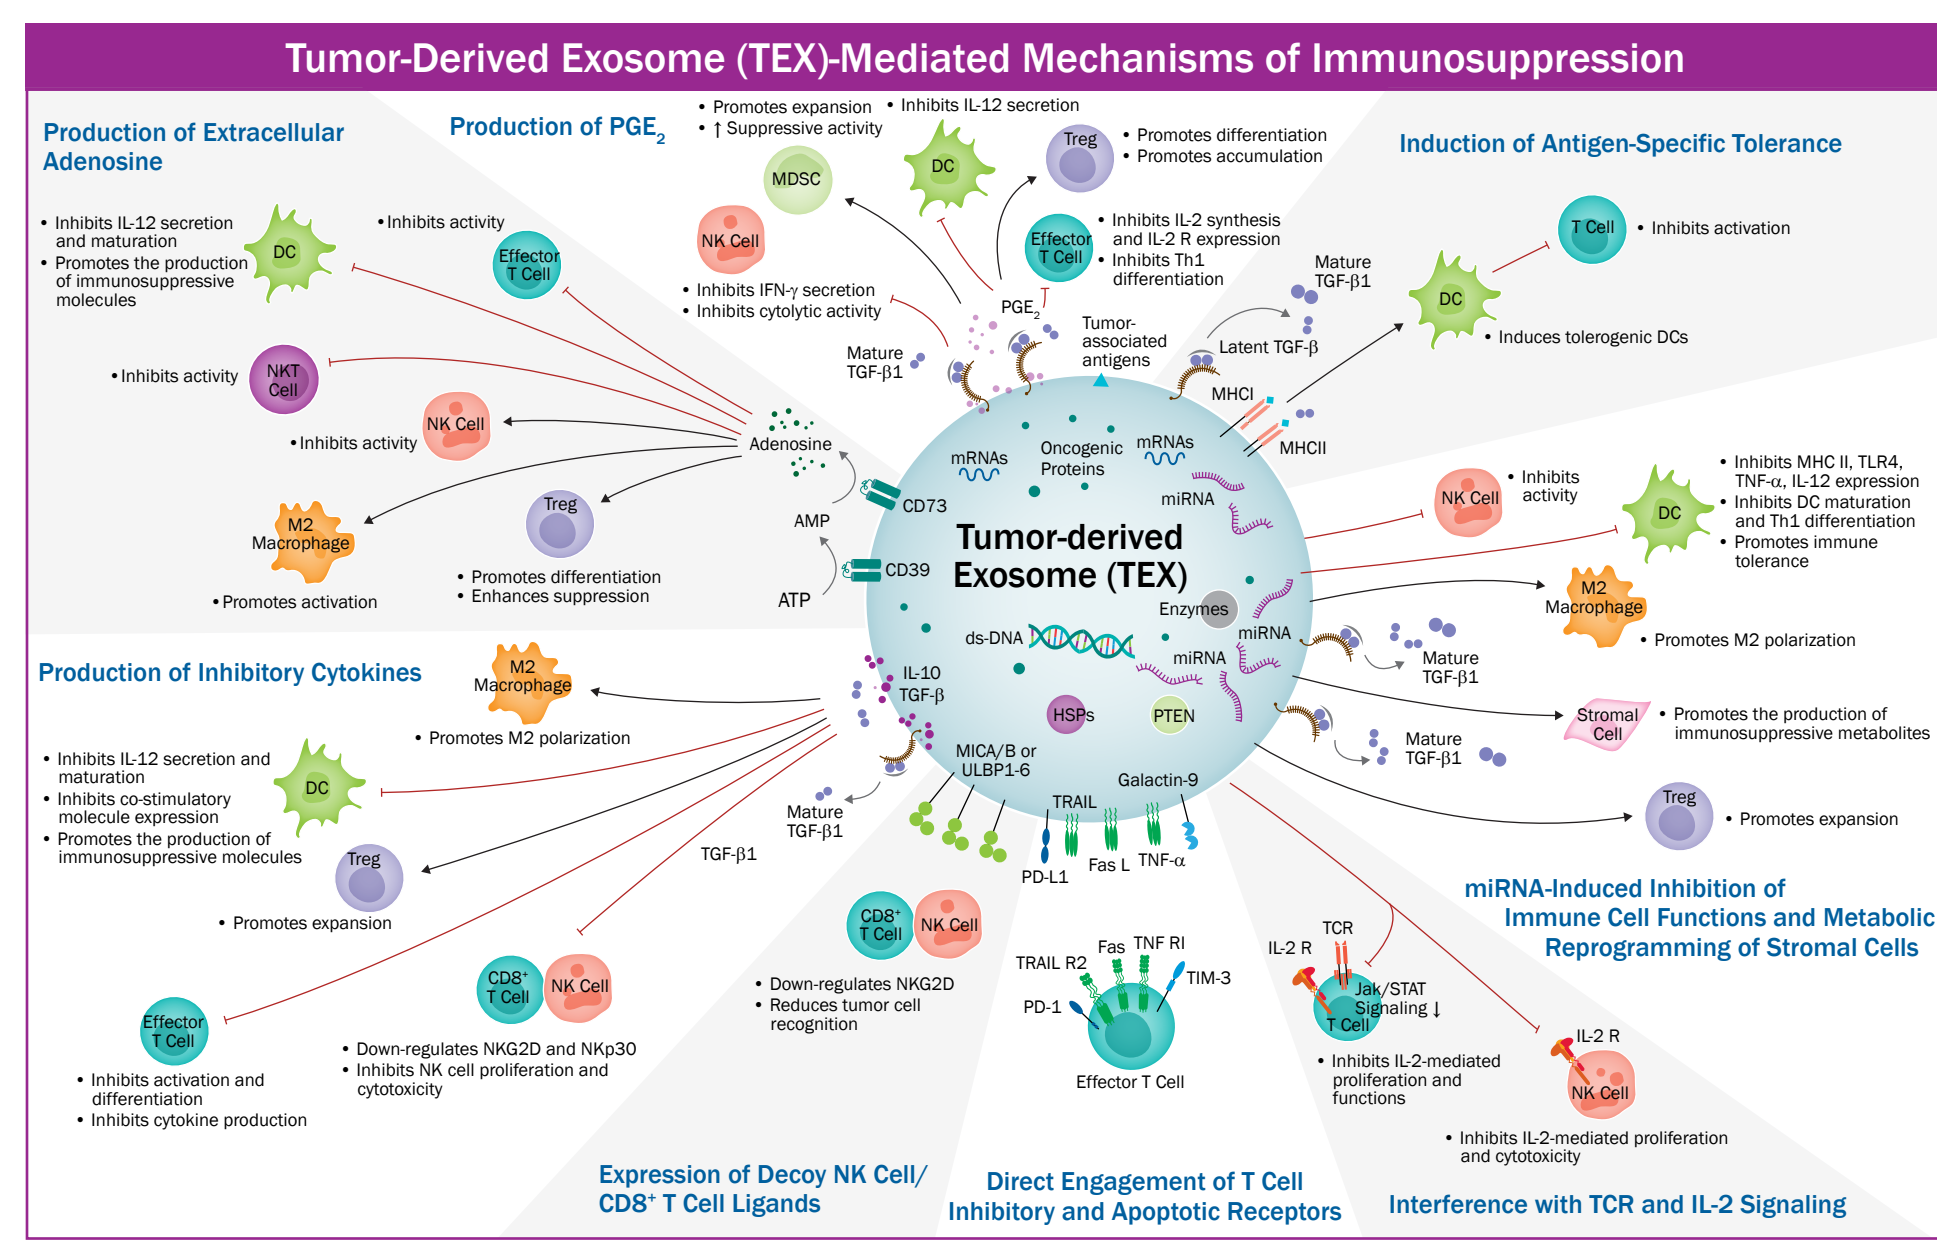 Tumor-Derived Exosome (TEX)-Mediated Mechanisms of Immunosuppression
Production of Extracellular
Adenosine
• Inhibits IL-12 secretion
and maturation
• Promotes the production
of immunosuppressive
molecules
DC
• Inhibits activity
Effector
T Cell
• Inhibits activity
NKT
Cell
• Inhibits activity
NK Cell
M2
Macrophage
• Promotes activation
Treg
• Promotes differentiation
• Enhances suppression
Adenosine
AMP
ATP
CD73
CD39
Production of PGE2
• Promotes expansion
• ↑ Suppressive activity
MDSC
• Inhibits IL-12 secretion
DC
Treg
• Promotes differentiation
• Promotes accumulation
NK Cell
• Inhibits IFN-γ secretion
• Inhibits cytolytic activity
Effector
T Cell
• Inhibits IL-2 synthesis
and IL-2 R expression
• Inhibits Th1
differentiation
PGE2
Mature
TGF-β1
Tumor-
associated
antigens
Induction of Antigen-Specific Tolerance
T Cell
• Inhibits activation
DC
• Induces tolerogenic DCs
Mature
TGF-β1
Latent TGF-β
MHCI
MHCII
mRNAs
Oncogenic
Proteins
mRNAs
miRNA
Tumor-derived
Exosome (TEX)
Enzymes
ds-DNA
miRNA
miRNA
HSPs
PTEN
IL-10
TGF-β
MICA/B or
ULBP1-6
Galactin-9
TRAIL
PD-L1
Fas L
TNF-α
NK Cell
• Inhibits
activity
DC
• Inhibits MHC II, TLR4,
TNF-α, IL-12 expression
• Inhibits DC maturation
and Th1 differentiation
• Promotes immune
tolerance
M2
Macrophage
• Promotes M2 polarization
Mature
TGF-β1
Stromal
Cell
• Promotes the production of
immunosuppressive metabolites
Mature
TGF-β1
Treg
• Promotes expansion
miRNA-Induced Inhibition of
Immune Cell Functions and Metabolic
Reprogramming of Stromal Cells
Production of Inhibitory Cytokines
M2
Macrophage
• Promotes M2 polarization
• Inhibits IL-12 secretion and
maturation
• Inhibits co-stimulatory
molecule expression
• Promotes the production of
immunosuppressive molecules
DC
Treg
• Promotes expansion
Mature
TGF-β1
TGF-β1
Effector
T Cell
• Inhibits activation and
differentiation
• Inhibits cytokine production
CD8+
T Cell
NK Cell
• Down-regulates NKG2D and NKp30
• Inhibits NK cell proliferation and
cytotoxicity
CD8+
T Cell
NK Cell
• Down-regulates NKG2D
• Reduces tumor cell
recognition
Expression of Decoy NK Cell/
CD8+ T Cell Ligands
TRAIL R2
Fas
TNF RI
TIM-3
PD-1
Effector T Cell
Direct Engagement of T Cell
Inhibitory and Apoptotic Receptors
IL-2 R
TCR
Jak/STAT
Signaling ↓
T Cell
• Inhibits IL-2-mediated
proliferation and
functions
IL-2 R
NK Cell
• Inhibits IL-2-mediated proliferation
and cytotoxicity
Interference with TCR and IL-2 Signaling